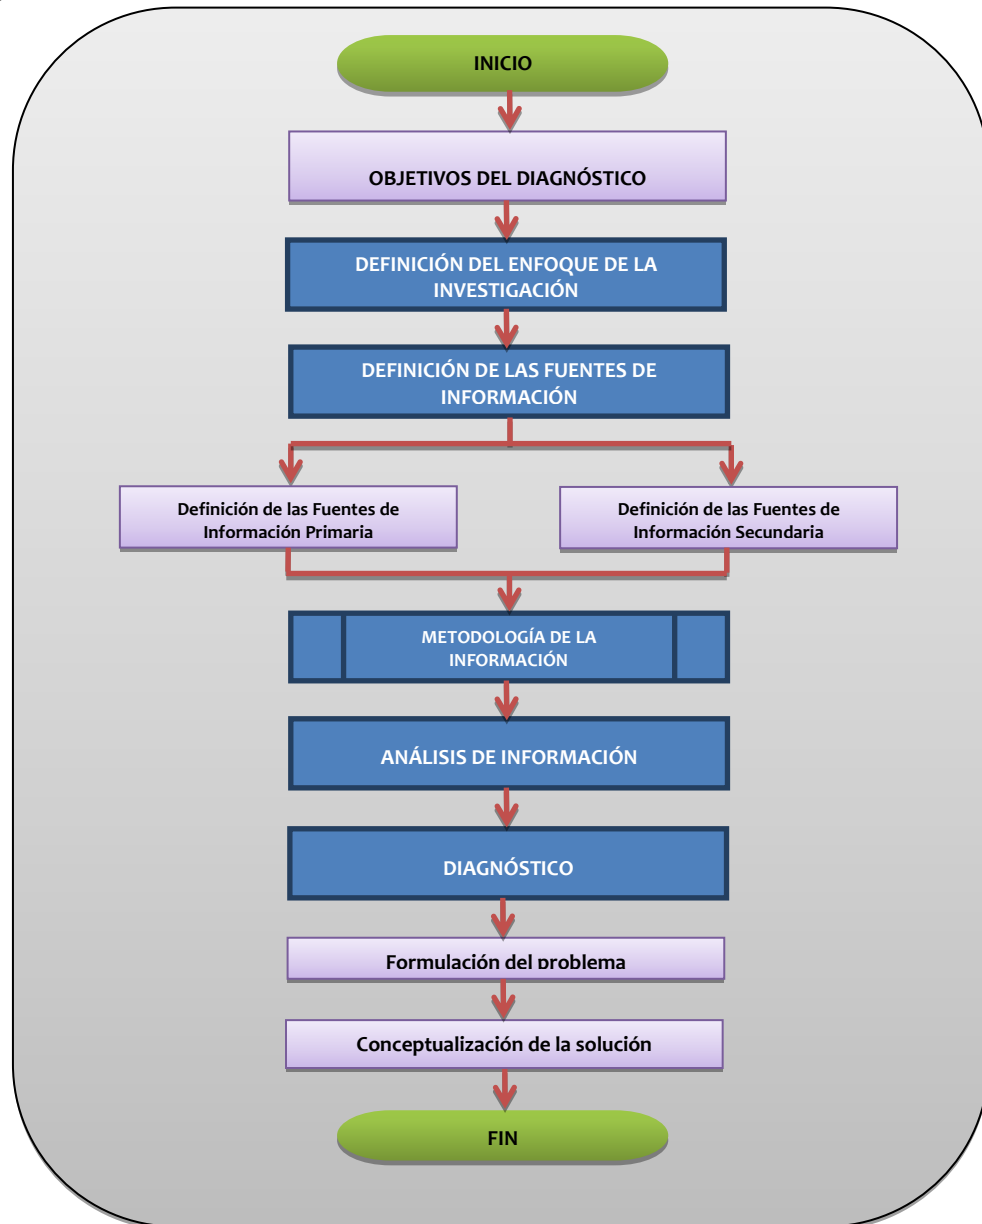 INICIO
OBJETIVOS DEL DIAGNÓSTICO
DEFINICIÓN DEL ENFOQUE DE LA
INVESTIGACIÓN
DEFINICIÓN DE LAS FUENTES DE
INFORMACIÓN
Definición de las Fuentes de
Información Primaria
Definición de las Fuentes de
Información Secundaria
METODOLOGÍA DE LA
INFORMACIÓN
ANÁLISIS DE INFORMACIÓN
DIAGNÓSTICO
Formulación del problema
Conceptualización de la solución
FIN